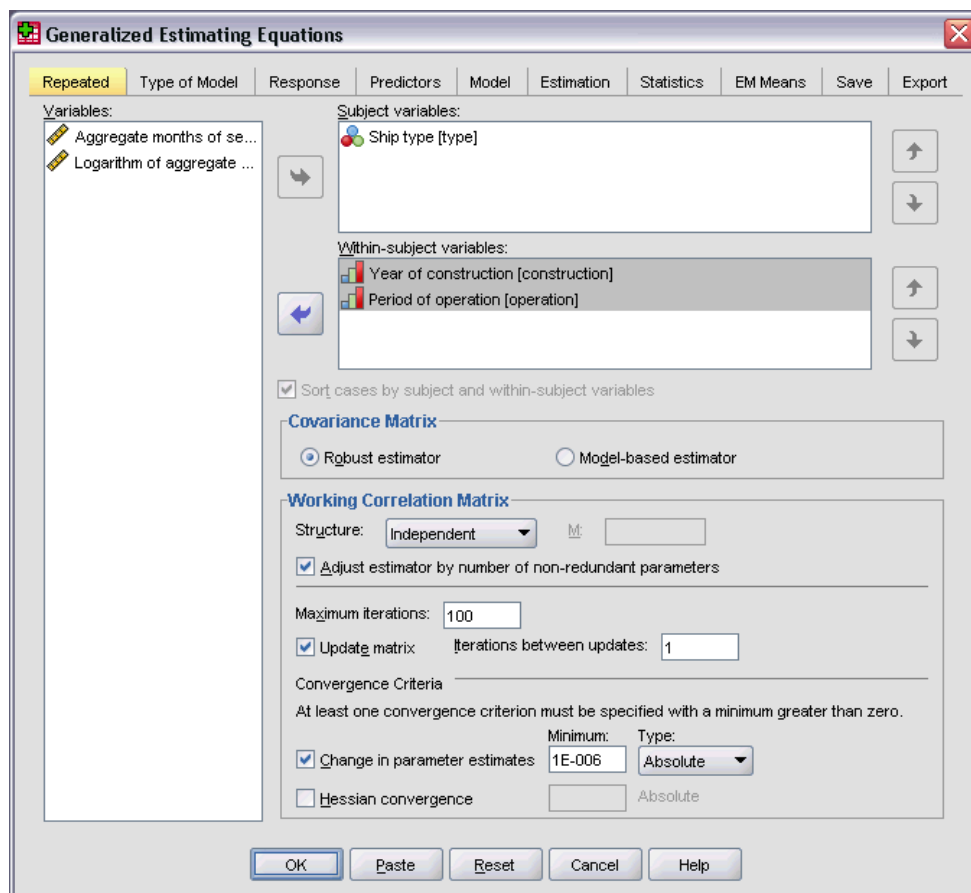 Generalized Estimating Equations
Repeated Type of Model Response Predictors Model Estimation Statistics EM Means Save Export
Variables:
Aggregate months of se...
Logarithm of aggregate ...
Subject variables:
Ship type [type]
Within-subject variables:
Year of construction [construction]
Period of operation [operation]
Sort cases by subject and within-subject variables
Covariance Matrix
Robust estimator Model-based estimator
Working Correlation Matrix
Structure: Independent M:
Adjust estimator by number of non-redundant parameters
Maximum iterations: 100
Update matrix Iterations between updates: 1
Convergence Criteria
At least one convergence criterion must be specified with a minimum greater than zero.
Minimum: Type:
Change in parameter estimates 1E-006 Absolute
Hessian convergence Absolute
OK Paste Reset Cancel Help